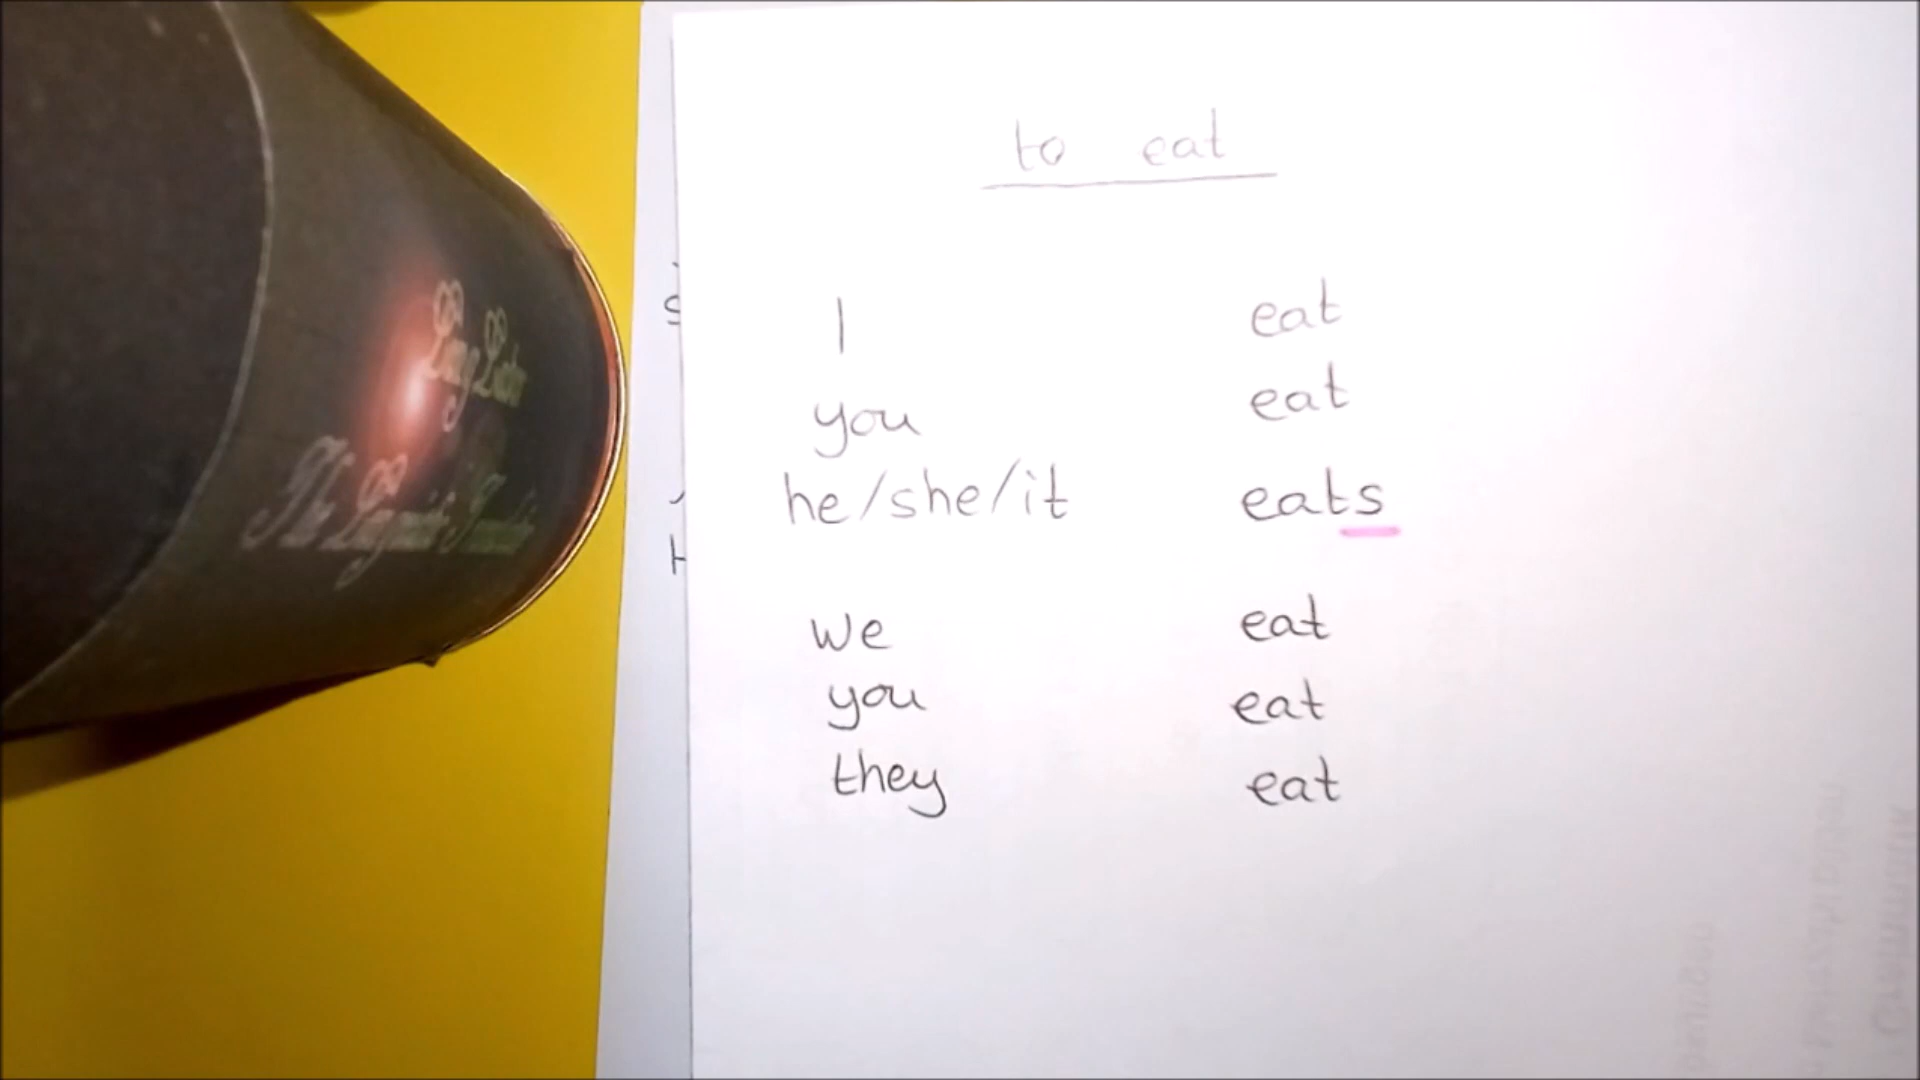 to eat
I eat
you eat
he/she/it eats
we eat
you eat
they eat